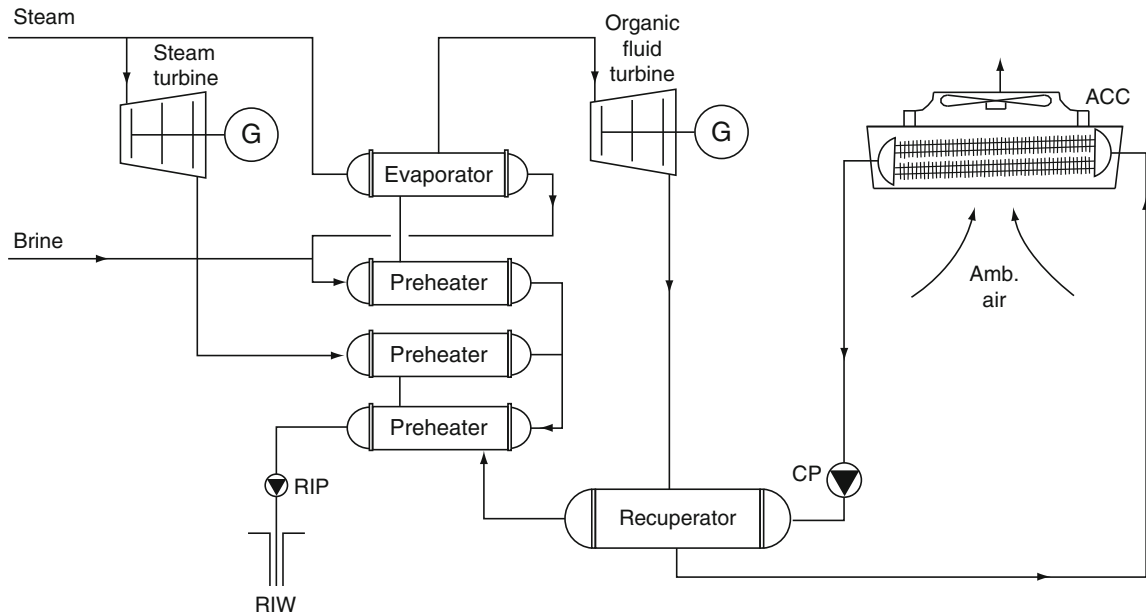 Steam
Steam
turbine
G
Organic
fluid
turbine
G
ACC
Evaporator
Brine
Preheater
Amb.
air
Preheater
Preheater
CP
RIP
Recuperator
RIW